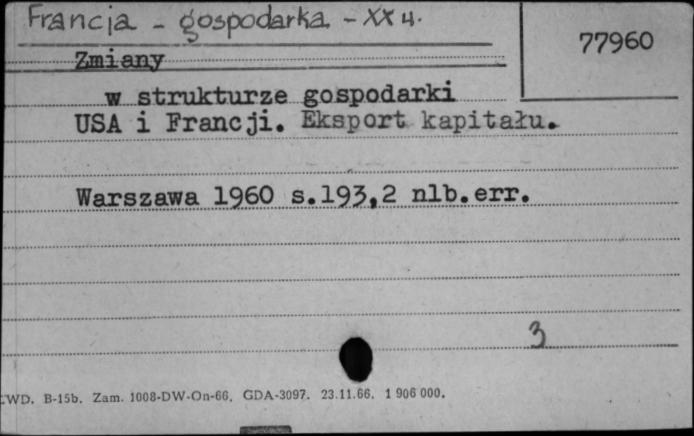 Francja - gospodarka - XX w.
77960
Zmiany
w strukturze gospodarki
USA i Francji. Eksport kapitału.
Warszawa 1960 s.193,2 nlb.err.
3
WD. B-15b. Zam. 1008-DW-On-66. GDA-3097. 23.11.66. 1 906 000.